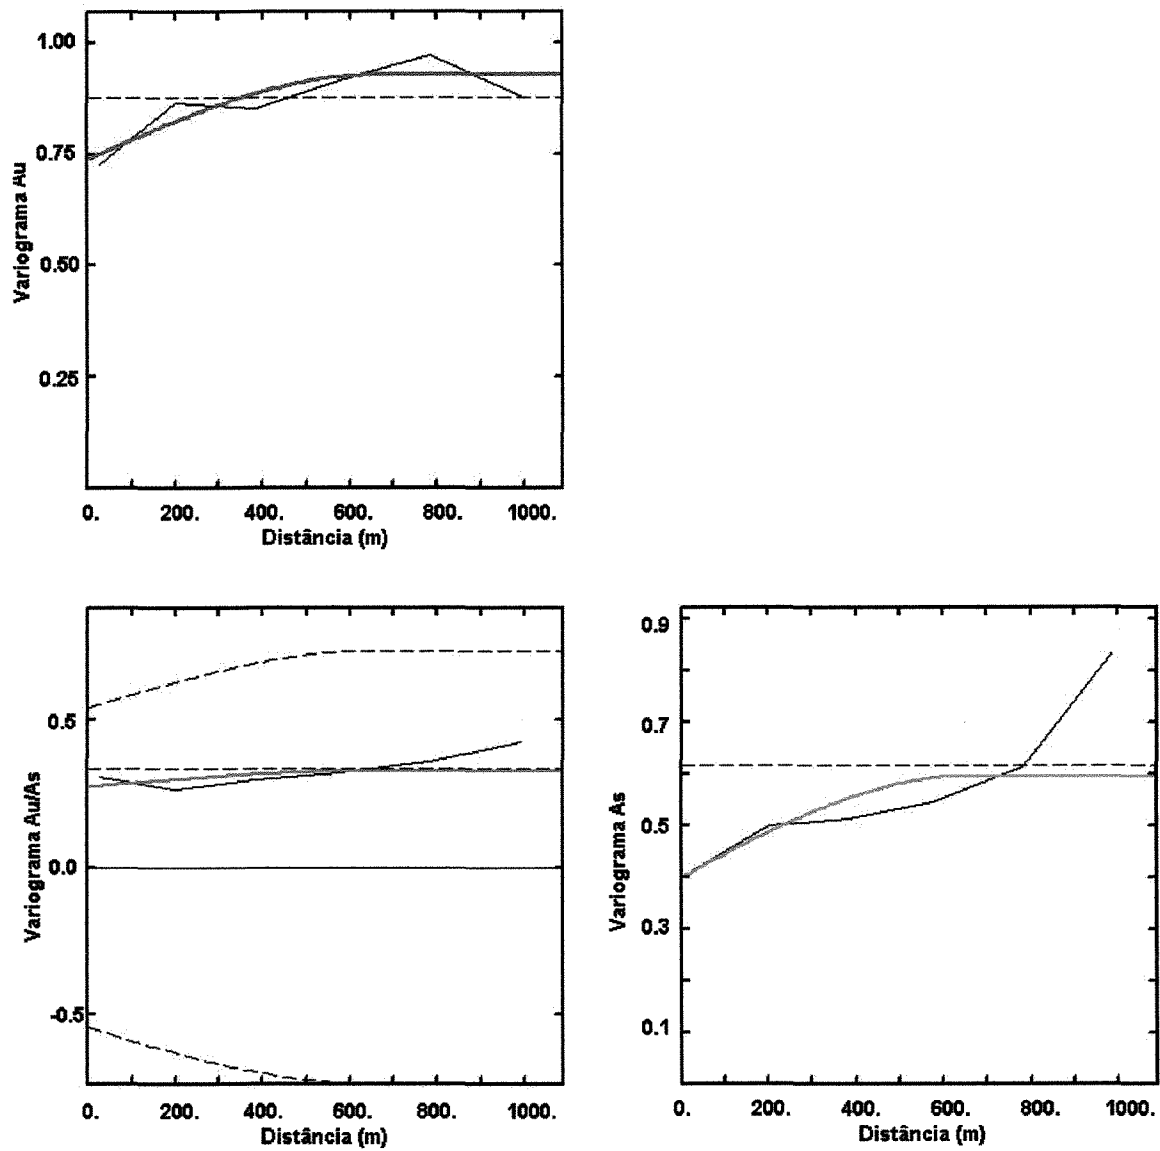 Variograma Au
1.00
0.75
0.50
0.25
0. 200. 400. 600. 800. 1000.
Distância (m)
Variograma Au/As
0.5
0.0
-0.5
0. 200. 400. 600. 800. 1000.
Distância (m)
Variograma As
0.9
0.7
0.5
0.3
0.1
0. 200. 400. 600. 800. 1000.
Distância (m)